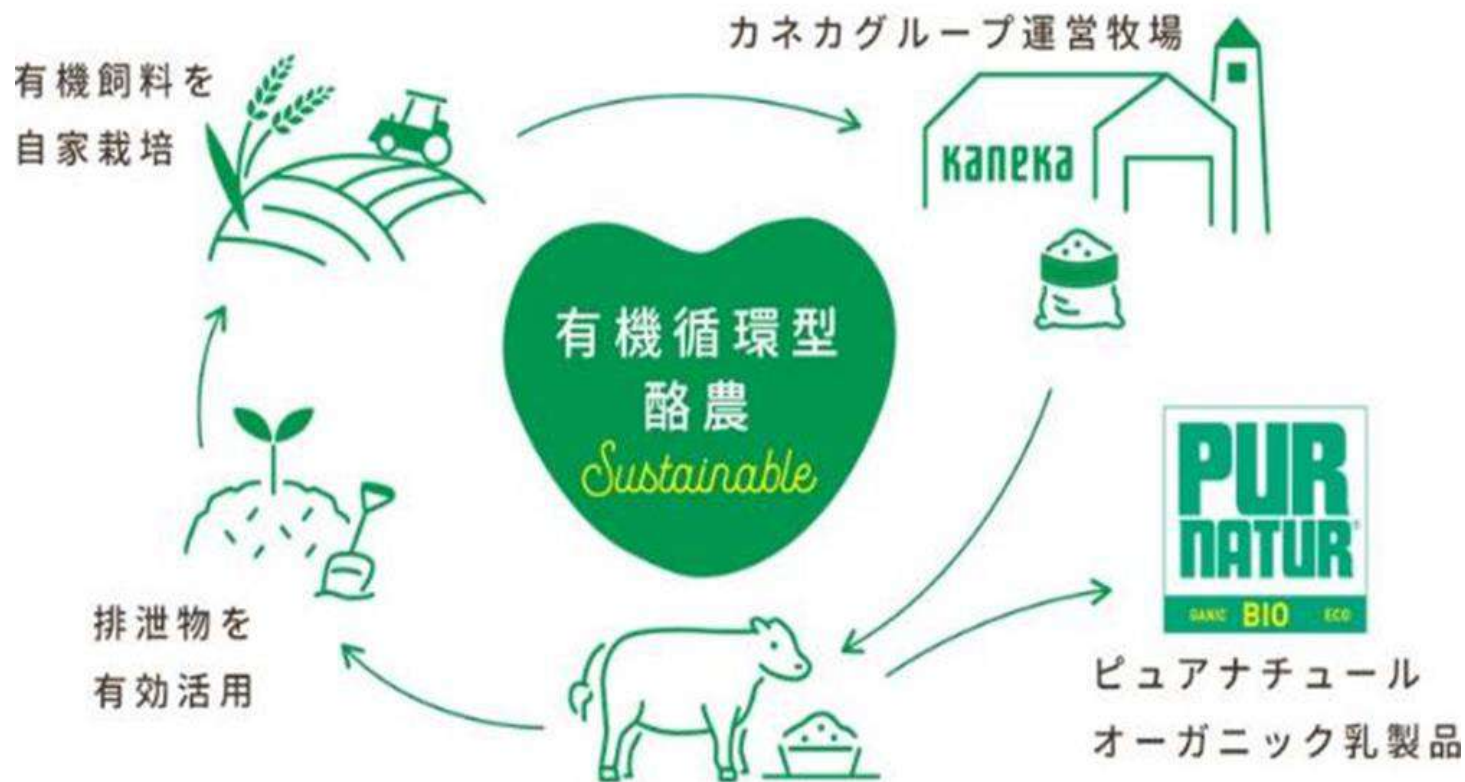 有機飼料を
自家栽培
カネカグループ運営牧場
kaneka
有機循環型
酪農
Sustainable
PUR
NATUR®
GANIC BIO ECO
排泄物を
有効活用
ピュアナチュール
オーガニック乳製品